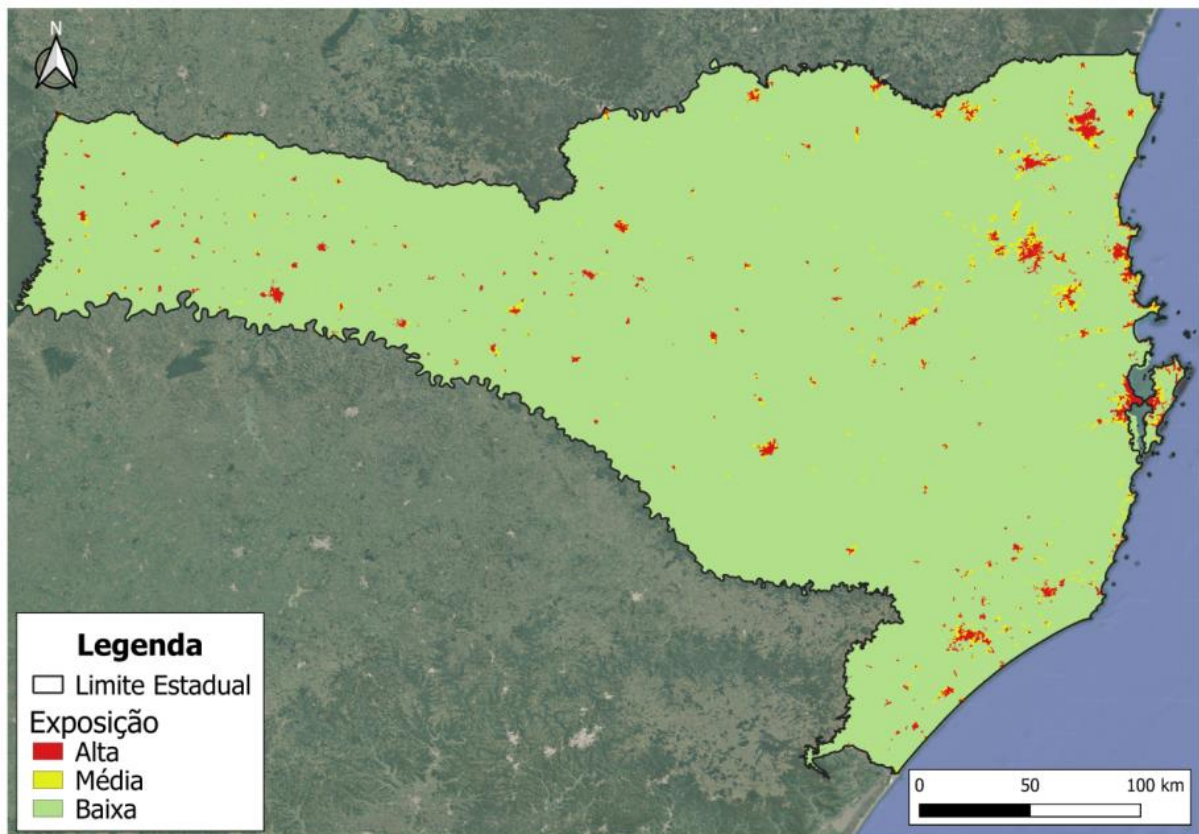 N
Legenda
Limite Estadual
Exposição
Alta
Média
Baixa
0 50 100 km